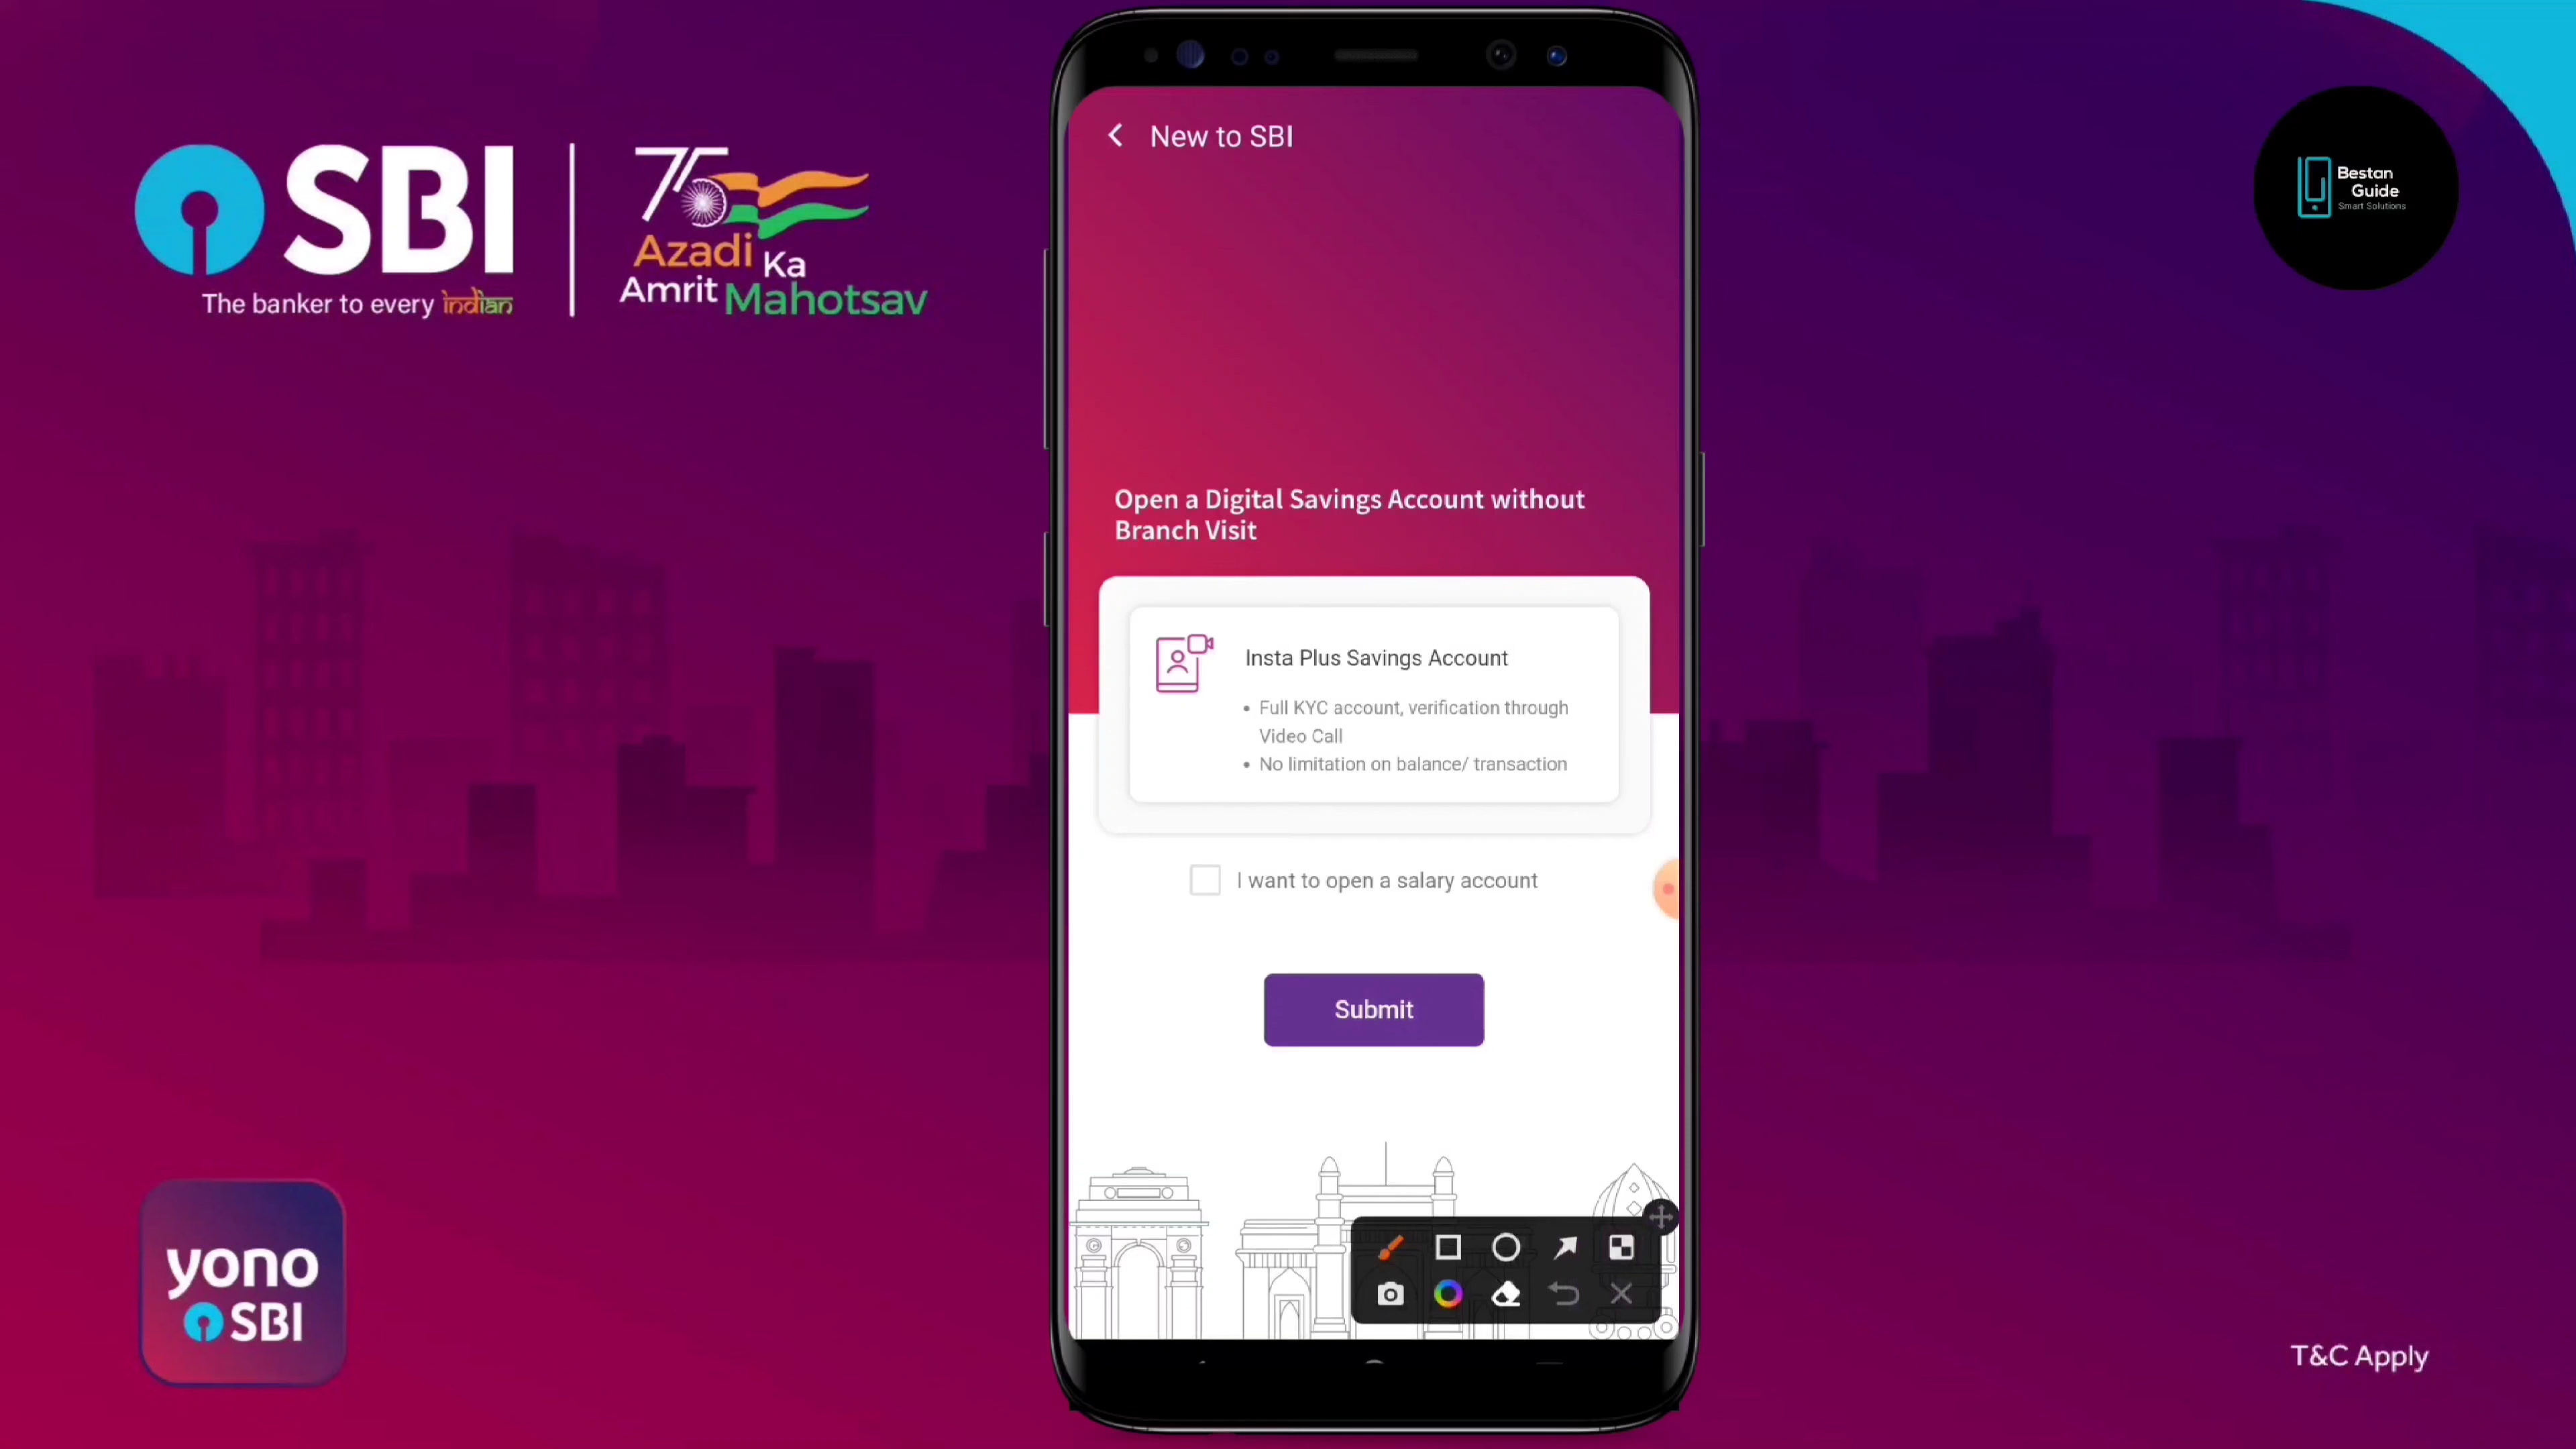 SBI
The banker to every indian
75
Azadi Ka
Amrit Mahotsav
Bestan
Guide
Smart Solutions
New to SBI
Open a Digital Savings Account without
Branch Visit
Insta Plus Savings Account
• Full KYC account, verification through
Video Call
• No limitation on balance/ transaction
I want to open a salary account
Submit
yono
SBI
T&C Apply